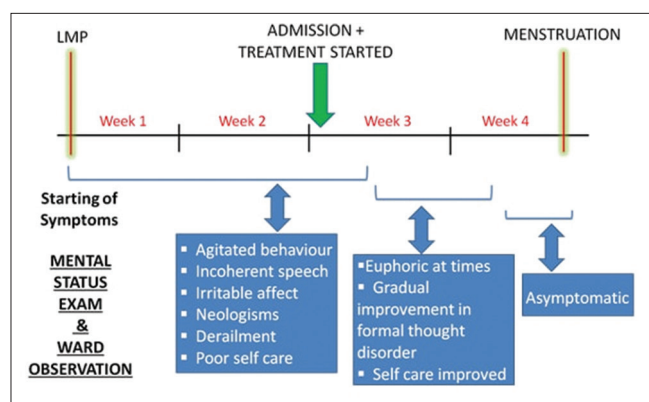 LMP
ADMISSION +
TREATMENT STARTED
MENSTRUATION
Week 1
Week 2
Week 3
Week 4
Starting of
Symptoms
MENTAL
STATUS
EXAM
&
WARD
OBSERVATION
▪ Agitated behaviour
▪ Incoherent speech
▪ Irritable affect
▪ Neologisms
▪ Derailment
▪ Poor self care
▪Euphoric at times
▪ Gradual
improvement in
formal thought
disorder
▪ Self care improved
Asymptomatic